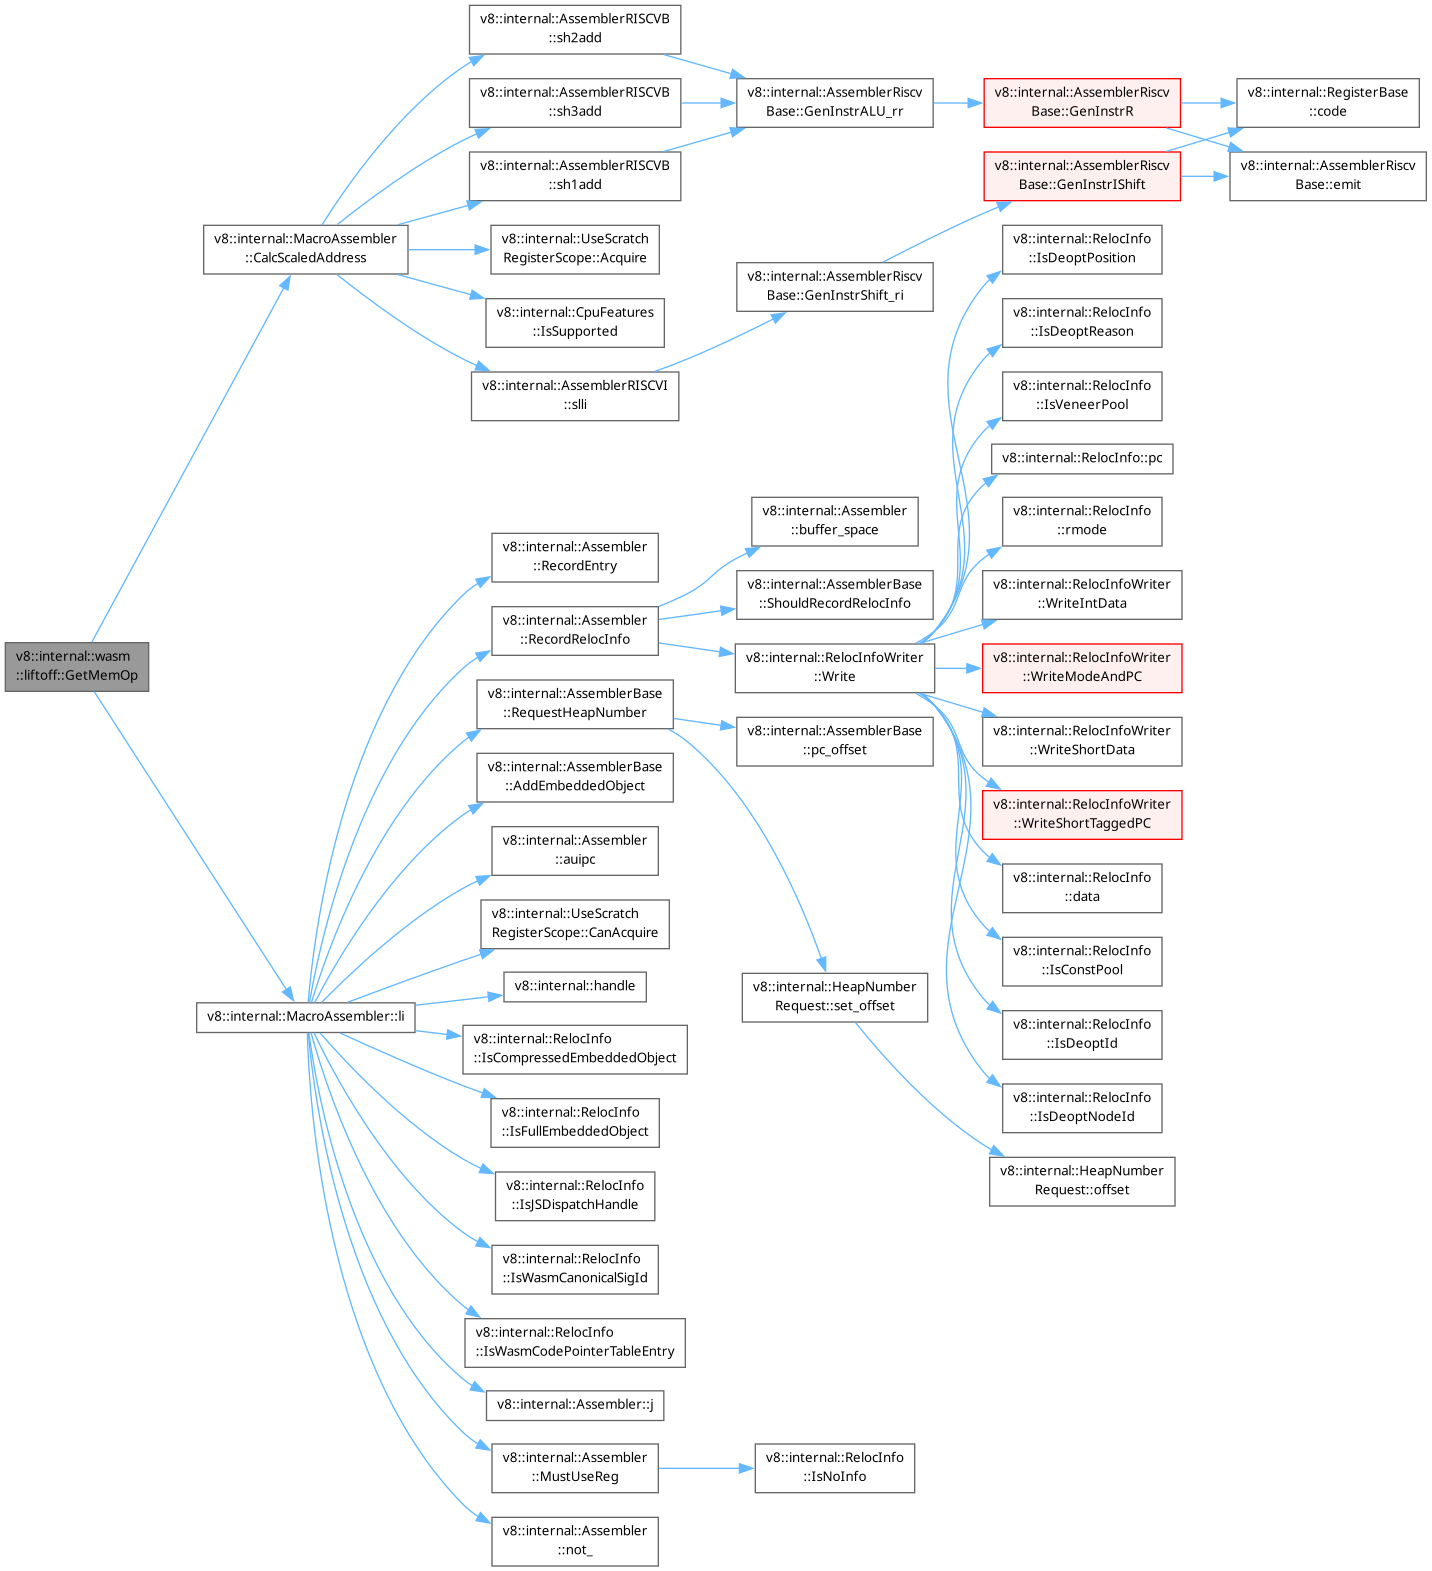 v8::internal::wasm
::liftoff::GetMemOp
v8::internal::MacroAssembler
::CalcScaledAddress
v8::internal::MacroAssembler::li
v8::internal::AssemblerRISCVB
::sh2add
v8::internal::AssemblerRISCVB
::sh3add
v8::internal::AssemblerRISCVB
::sh1add
v8::internal::UseScratch
RegisterScope::Acquire
v8::internal::CpuFeatures
::IsSupported
v8::internal::AssemblerRISCVI
::slli
v8::internal::Assembler
::RecordEntry
v8::internal::Assembler
::RecordRelocInfo
v8::internal::AssemblerBase
::RequestHeapNumber
v8::internal::AssemblerBase
::AddEmbeddedObject
v8::internal::Assembler
::auipc
v8::internal::UseScratch
RegisterScope::CanAcquire
v8::internal::handle
v8::internal::RelocInfo
::IsCompressedEmbeddedObject
v8::internal::RelocInfo
::IsFullEmbeddedObject
v8::internal::RelocInfo
::IsJSDispatchHandle
v8::internal::RelocInfo
::IsWasmCanonicalSigId
v8::internal::RelocInfo
::IsWasmCodePointerTableEntry
v8::internal::Assembler::j
v8::internal::Assembler
::MustUseReg
v8::internal::Assembler
::not_
v8::internal::AssemblerRiscv
Base::GenInstrALU_rr
v8::internal::AssemblerRiscv
Base::GenInstrShift_ri
v8::internal::Assembler
::buffer_space
v8::internal::AssemblerBase
::ShouldRecordRelocInfo
v8::internal::RelocInfoWriter
::Write
v8::internal::AssemblerBase
::pc_offset
v8::internal::HeapNumber
Request::set_offset
v8::internal::RelocInfo
::IsNoInfo
v8::internal::AssemblerRiscv
Base::GenInstrR
v8::internal::AssemblerRiscv
Base::GenInstrIShift
v8::internal::RelocInfo
::IsDeoptPosition
v8::internal::RelocInfo
::IsDeoptReason
v8::internal::RelocInfo
::IsVeneerPool
v8::internal::RelocInfo::pc
v8::internal::RelocInfo
::rmode
v8::internal::RelocInfoWriter
::WriteIntData
v8::internal::RelocInfoWriter
::WriteModeAndPC
v8::internal::RelocInfoWriter
::WriteShortData
v8::internal::RelocInfoWriter
::WriteShortTaggedPC
v8::internal::RelocInfo
::data
v8::internal::RelocInfo
::IsConstPool
v8::internal::RelocInfo
::IsDeoptId
v8::internal::RelocInfo
::IsDeoptNodeId
v8::internal::HeapNumber
Request::offset
v8::internal::RegisterBase
::code
v8::internal::AssemblerRiscv
Base::emit